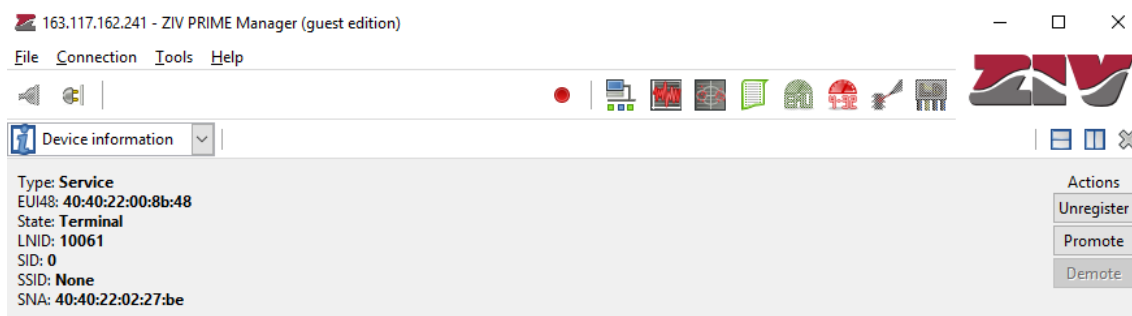 163.117.162.241 - ZIV PRIME Manager (guest edition)
File Connection Tools Help
ZIV
Device information
Type: Service
EUI48: 40:40:22:00:8b:48
State: Terminal
LNID: 10061
SID: 0
SSID: None
SNA: 40:40:22:02:27:be
Actions
Unregister
Promote
Demote